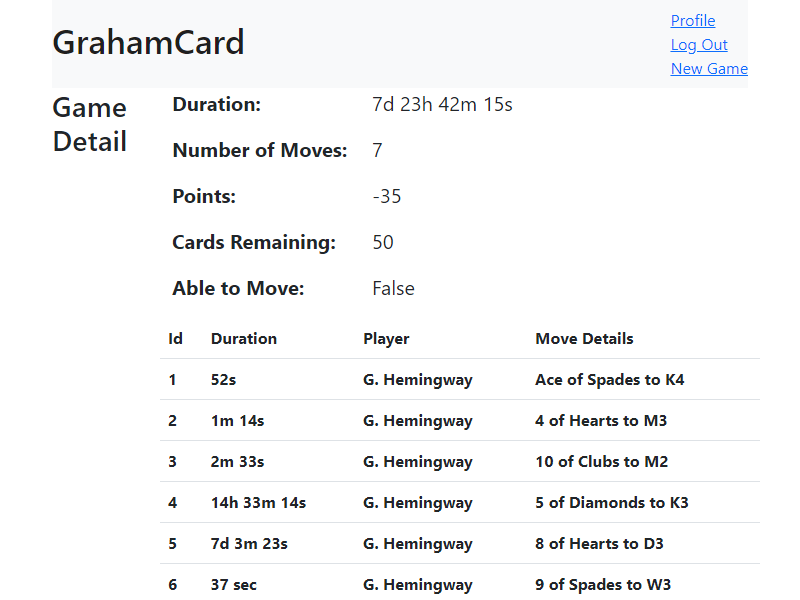 GrahamCard
Profile
Log Out
New Game
Game
Detail
Duration: 7d 23h 42m 15s
Number of Moves: 7
Points: -35
Cards Remaining: 50
Able to Move: False
Id Duration Player Move Details
1 52s G. Hemingway Ace of Spades to K4
2 1m 14s G. Hemingway 4 of Hearts to M3
3 2m 33s G. Hemingway 10 of Clubs to M2
4 14h 33m 14s G. Hemingway 5 of Diamonds to K3
5 7d 3m 23s G. Hemingway 8 of Hearts to D3
6 37 sec G. Hemingway 9 of Spades to W3